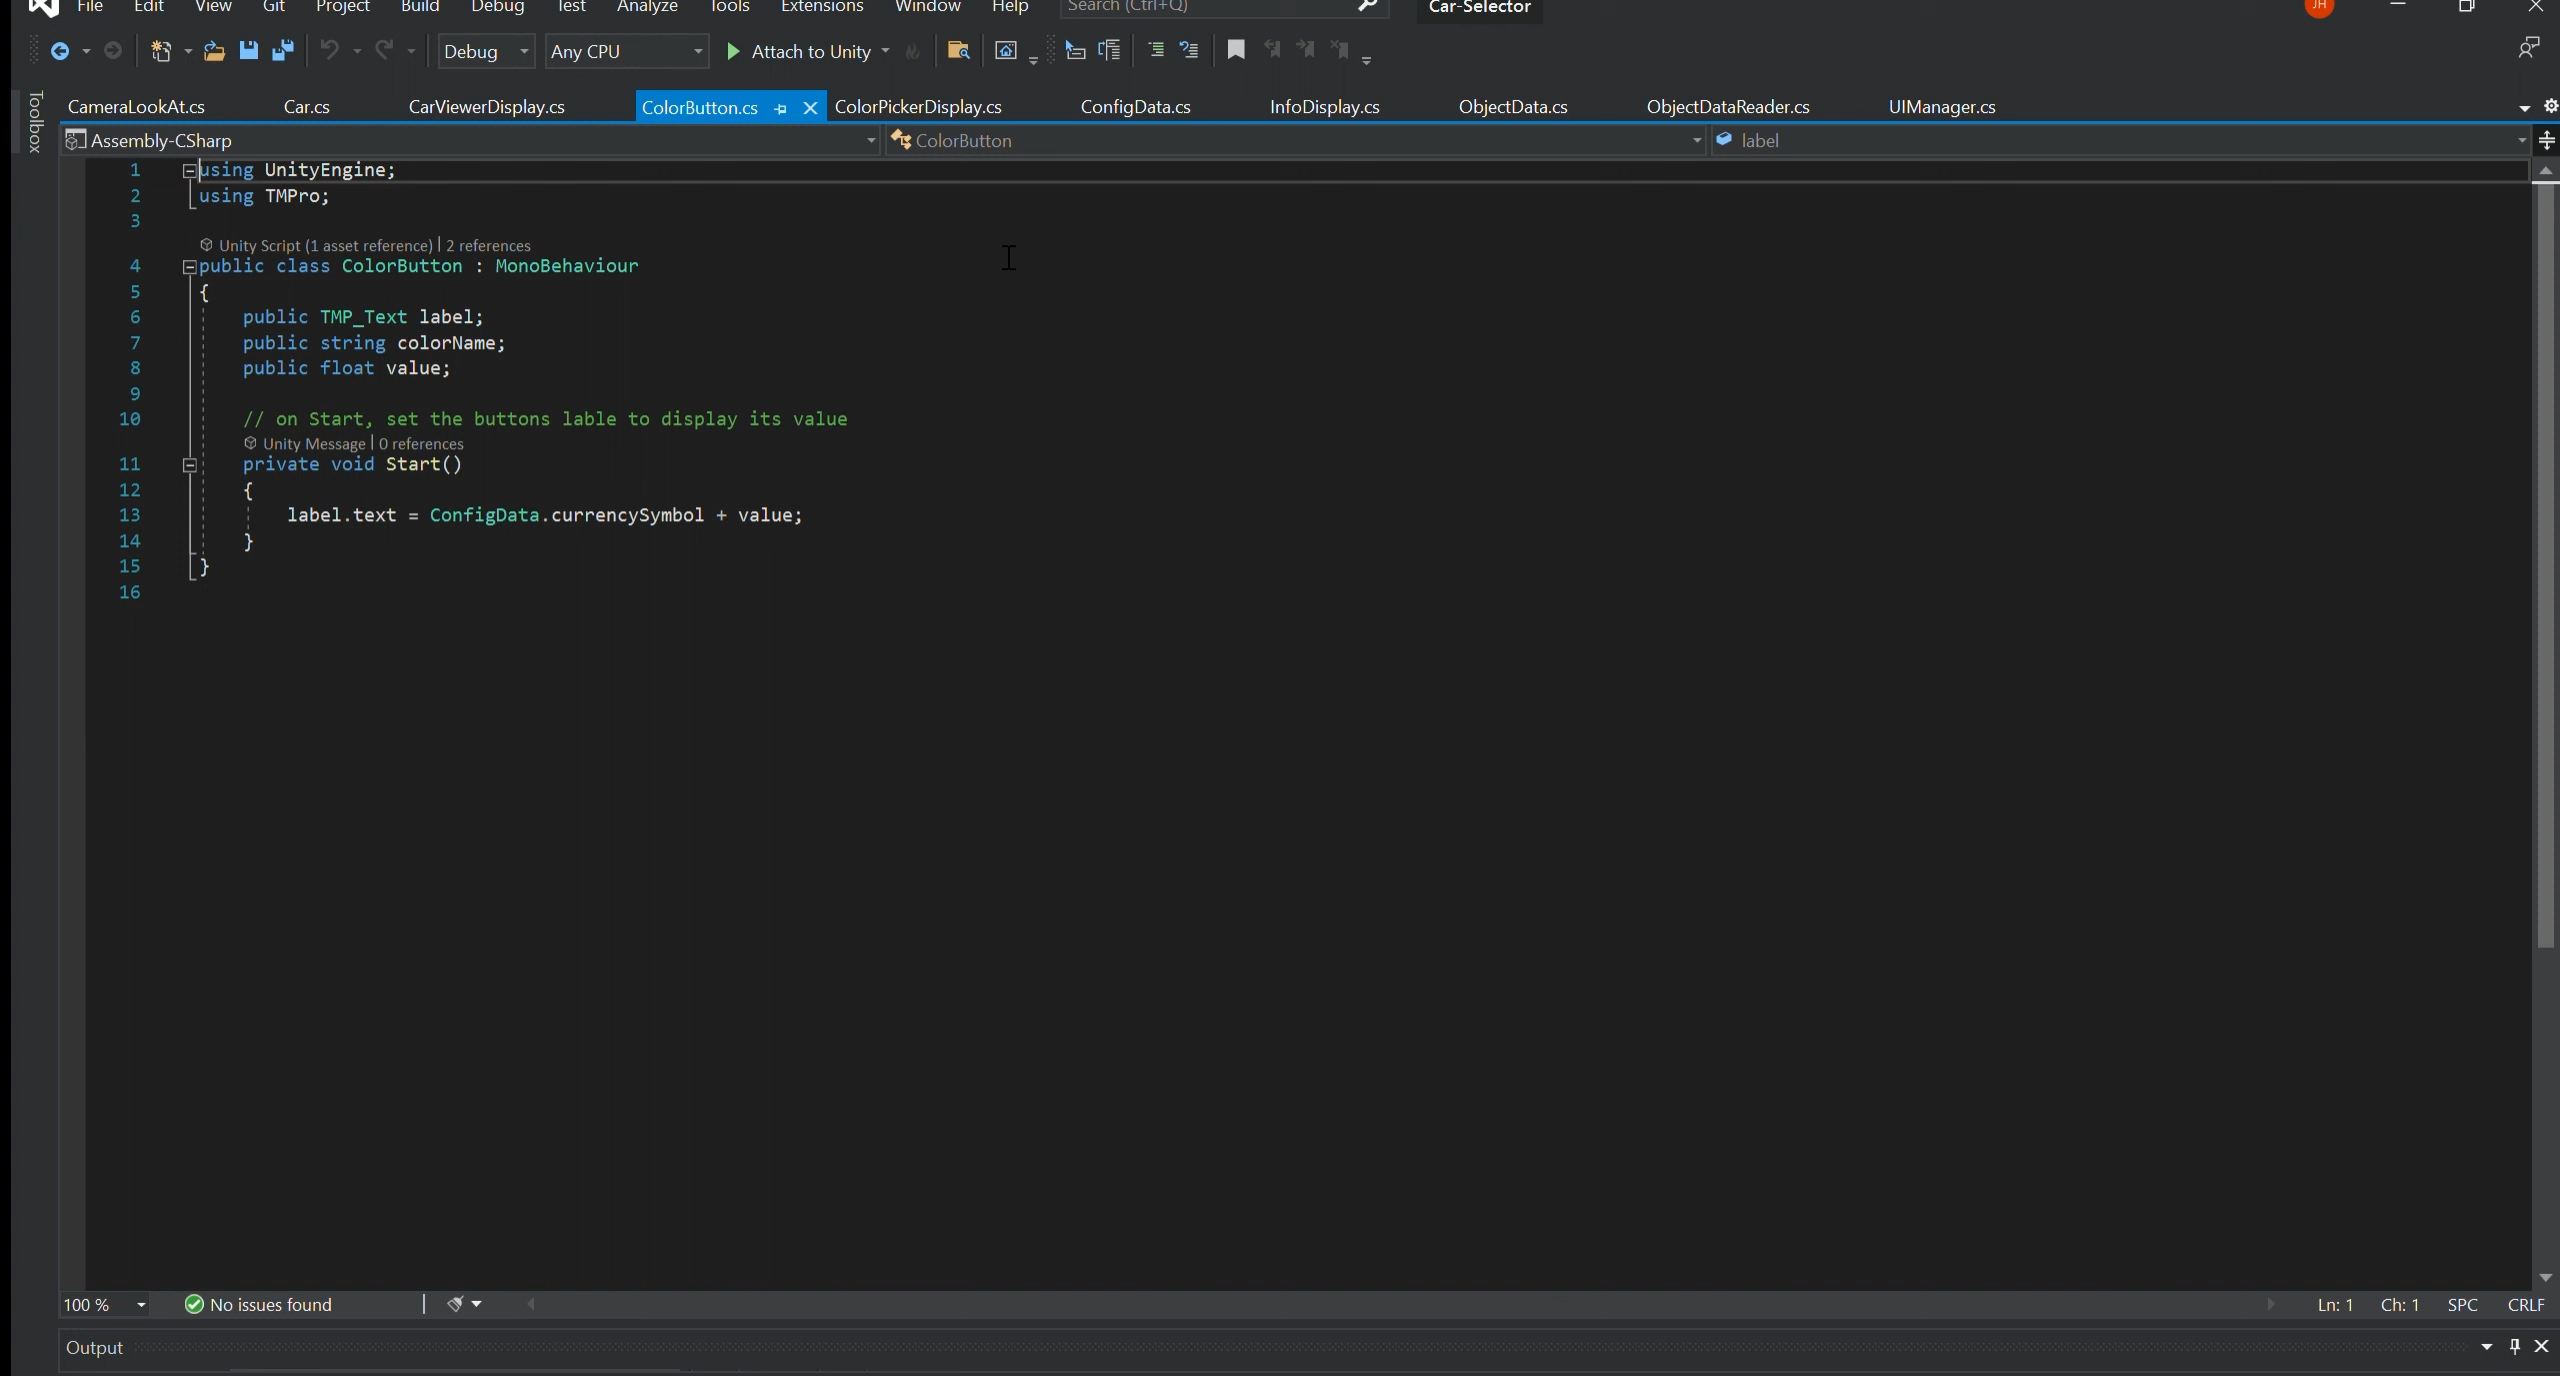 File Edit View Git Project Build Debug Test Analyze Tools Extensions Window Help Search (Ctrl+Q) Car-Selector JH
Debug Any CPU Attach to Unity
Toolbox
CameraLookAt.cs Car.cs CarViewerDisplay.cs ColorButton.cs ColorPickerDisplay.cs ConfigData.cs InfoDisplay.cs ObjectData.cs ObjectDataReader.cs UIManager.cs
Assembly-CSharp ColorButton label
1 using UnityEngine;
2 using TMPro;
3
Unity Script (1 asset reference) | 2 references
4 public class ColorButton : MonoBehaviour
5 {
6 public TMP_Text label;
7 public string colorName;
8 public float value;
9
10 // on Start, set the buttons lable to display its value
Unity Message | 0 references
11 private void Start()
12 {
13 label.text = ConfigData.currencySymbol + value;
14 }
15 }
16
100 % No issues found Ln: 1 Ch: 1 SPC CRLF
Output